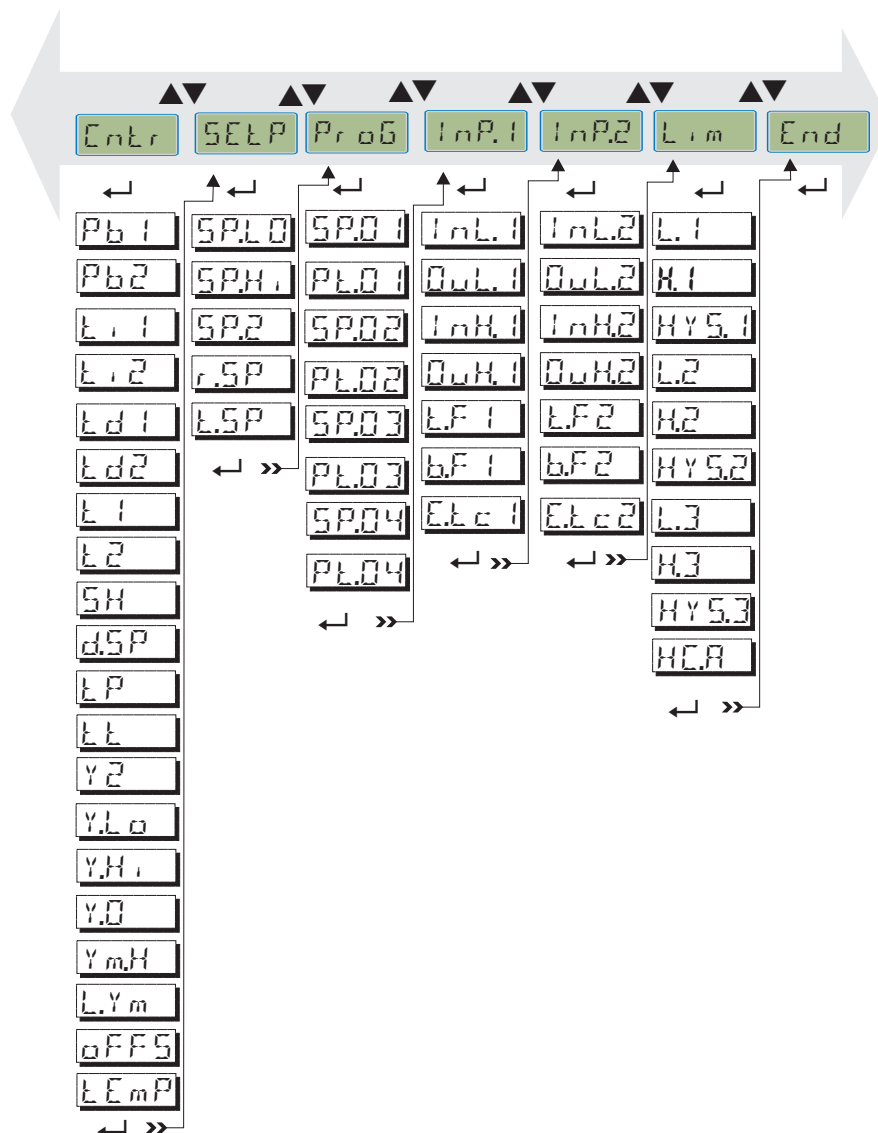 Cntr SEtP ProG InP.1 InP.2 Lim End
Pb1
Pb2
ti1
ti2
td1
td2
t1
t2
SH
d.SP
tP
tt
Y2
Y.Lo
Y.Hi
Y.0
Ym.H
L.Ym
oFFS
tEmP
SP.LO
SP.Hi
SP.2
r.SP
t.SP
SP.01
Pt.01
SP.02
Pt.02
SP.03
Pt.03
SP.04
Pt.04
InL.1
OuL.1
InH.1
OuH.1
t.F1
b.F1
E.tc1
InL.2
OuL.2
InH.2
OuH.2
t.F2
b.F2
E.tc2
L.1
H.1
HYS.1
L.2
H.2
HYS.2
L.3
H.3
HYS.3
HC.A